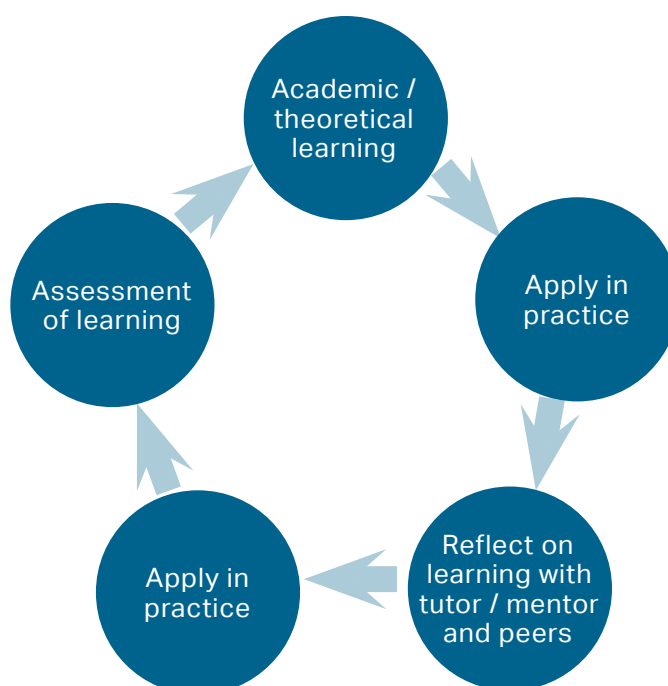 Academic /
theoretical
learning
Apply in
practice
Reflect on
learning with
tutor / mentor
and peers
Apply in
practice
Assessment
of learning